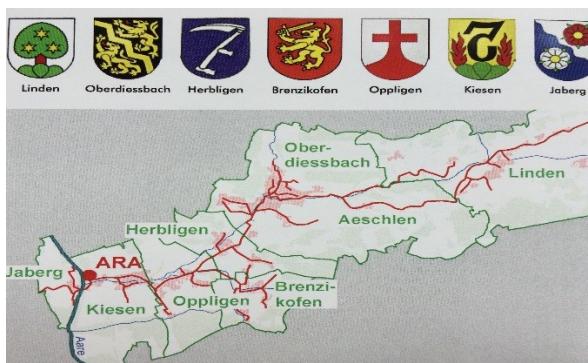 Linden
Oberdiessbach
Herbligen
Brenzikofen
Oppligen
Kiesen
Jaberg
Ober-
diessbach
Linden
Aeschlen
Herbligen
ARA
Jaberg
Brenzi-
kofen
Oppligen
Kiesen
Aare